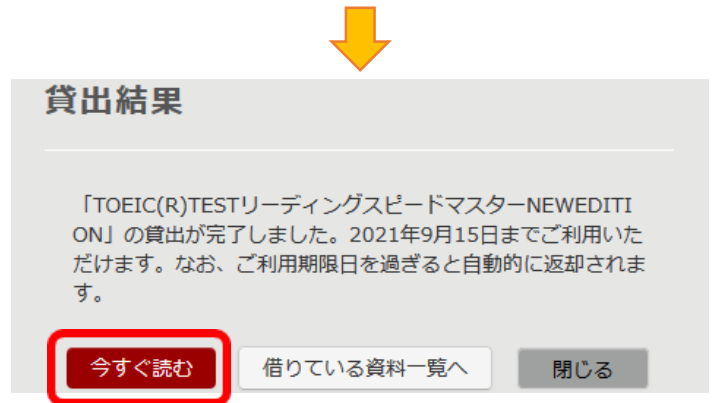 貸出結果
「TOEIC(R)TESTリーディングスピードマスターNEWEDITI
ON」の貸出が完了しました。2021年9月15日までご利用いた
だけます。なお、ご利用期限日を過ぎると自動的に返却されま
す。
今すぐ読む
借りている資料一覧へ
閉じる